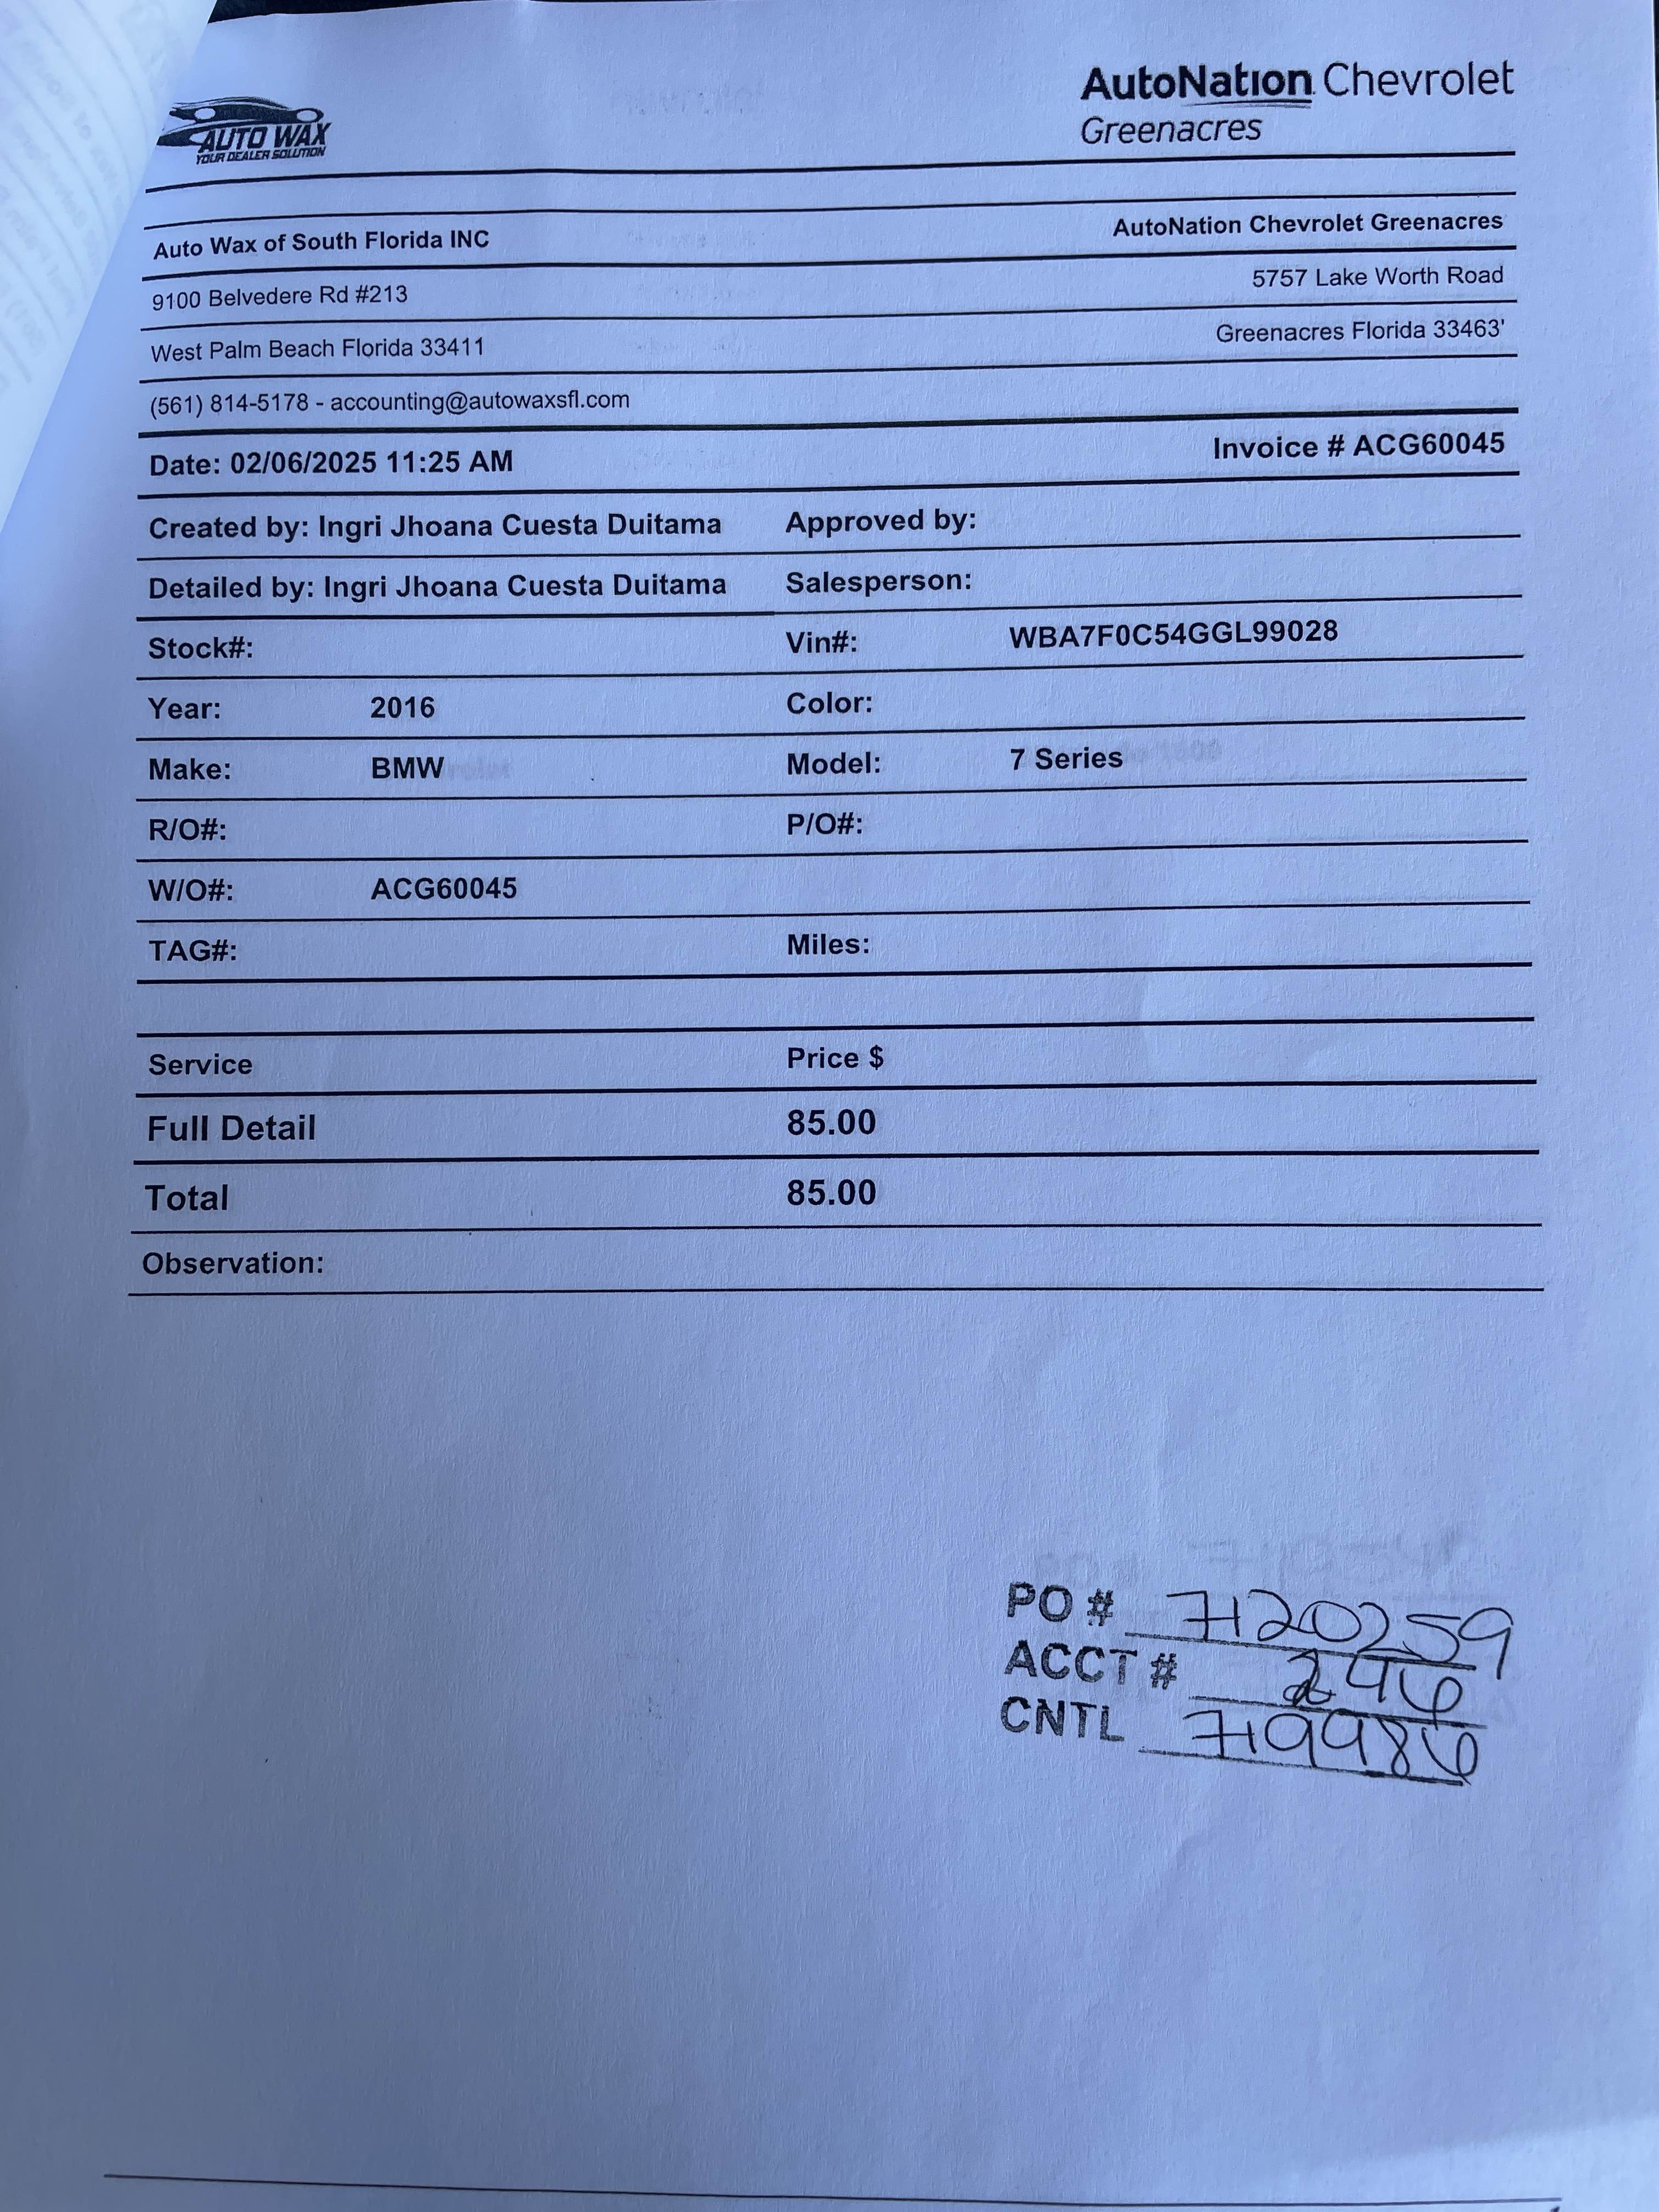 AUTO WAX
YOUR DEALER SOLUTION
AutoNation Chevrolet
Greenacres
Auto Wax of South Florida INC
AutoNation Chevrolet Greenacres
9100 Belvedere Rd #213
5757 Lake Worth Road
West Palm Beach Florida 33411
Greenacres Florida 33463'
(561) 814-5178 - accounting@autowaxsfl.com
Date: 02/06/2025 11:25 AM
Invoice # ACG60045
Created by: Ingri Jhoana Cuesta Duitama Approved by:
Detailed by: Ingri Jhoana Cuesta Duitama Salesperson:
Stock#: Vin#: WBA7F0C54GGL99028
Year: 2016 Color:
Make: BMW Model: 7 Series
R/O#: P/O#:
W/O#: ACG60045
TAG#: Miles:
Service Price $
Full Detail 85.00
Total 85.00
Observation:
PO # 7120259
ACCT # 246
CNTL 719986